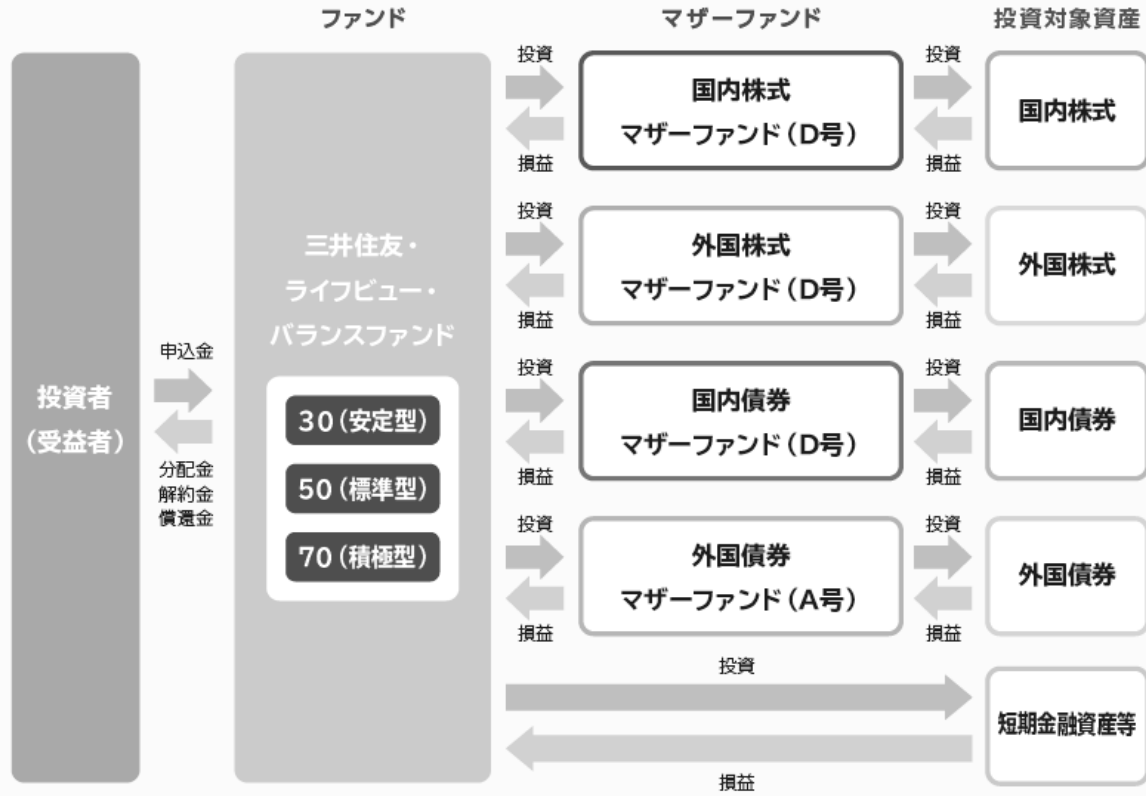 ファンド
マザーファンド
投資対象資産
投資者
（受益者）
申込金
分配金
解約金
償還金
三井住友・
ライフビュー・
バランスファンド
30（安定型）
50（標準型）
70（積極型）
投資
損益
国内株式
マザーファンド（D号）
投資
損益
国内株式
投資
損益
外国株式
マザーファンド（D号）
投資
損益
外国株式
投資
損益
国内債券
マザーファンド（D号）
投資
損益
国内債券
投資
損益
外国債券
マザーファンド（A号）
投資
損益
外国債券
投資
損益
短期金融資産等